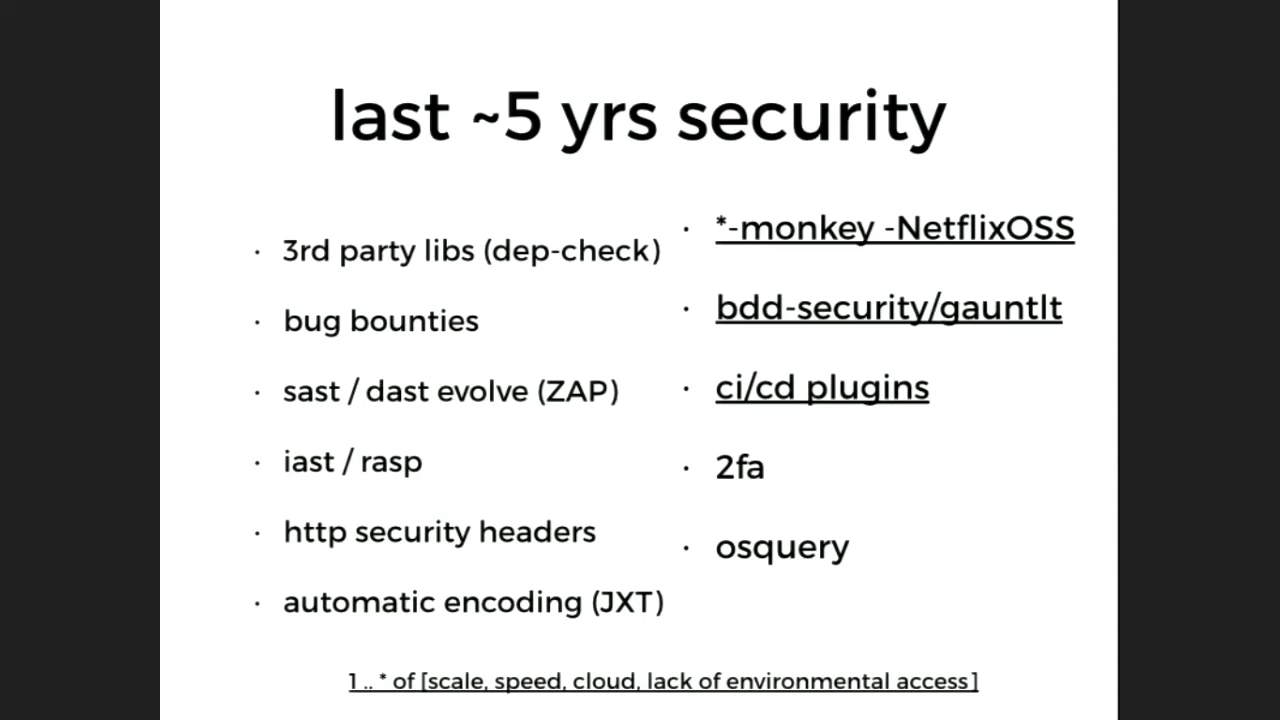 last ~5 yrs security
· 3rd party libs (dep-check)
· bug bounties
· sast / dast evolve (ZAP)
· iast / rasp
· http security headers
· automatic encoding (JXT)
· *-monkey -NetflixOSS
· bdd-security/gauntlt
· ci/cd plugins
· 2fa
· osquery
1 .. * of [scale, speed, cloud, lack of environmental access]